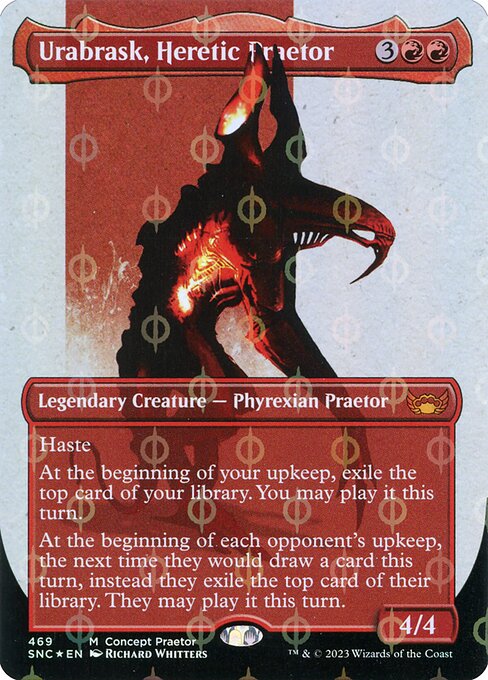 Urabrask, Heretic Praetor 3
Legendary Creature — Phyrexian Praetor
Haste
At the beginning of your upkeep, exile the
top card of your library. You may play it this
turn.
At the beginning of each opponent's upkeep,
the next time they would draw a card this
turn, instead they exile the top card of their
library. They may play it this turn.
4/4
469 M Concept Praetor
SNC★EN Richard Whitters ™ & © 2023 Wizards of the Coast